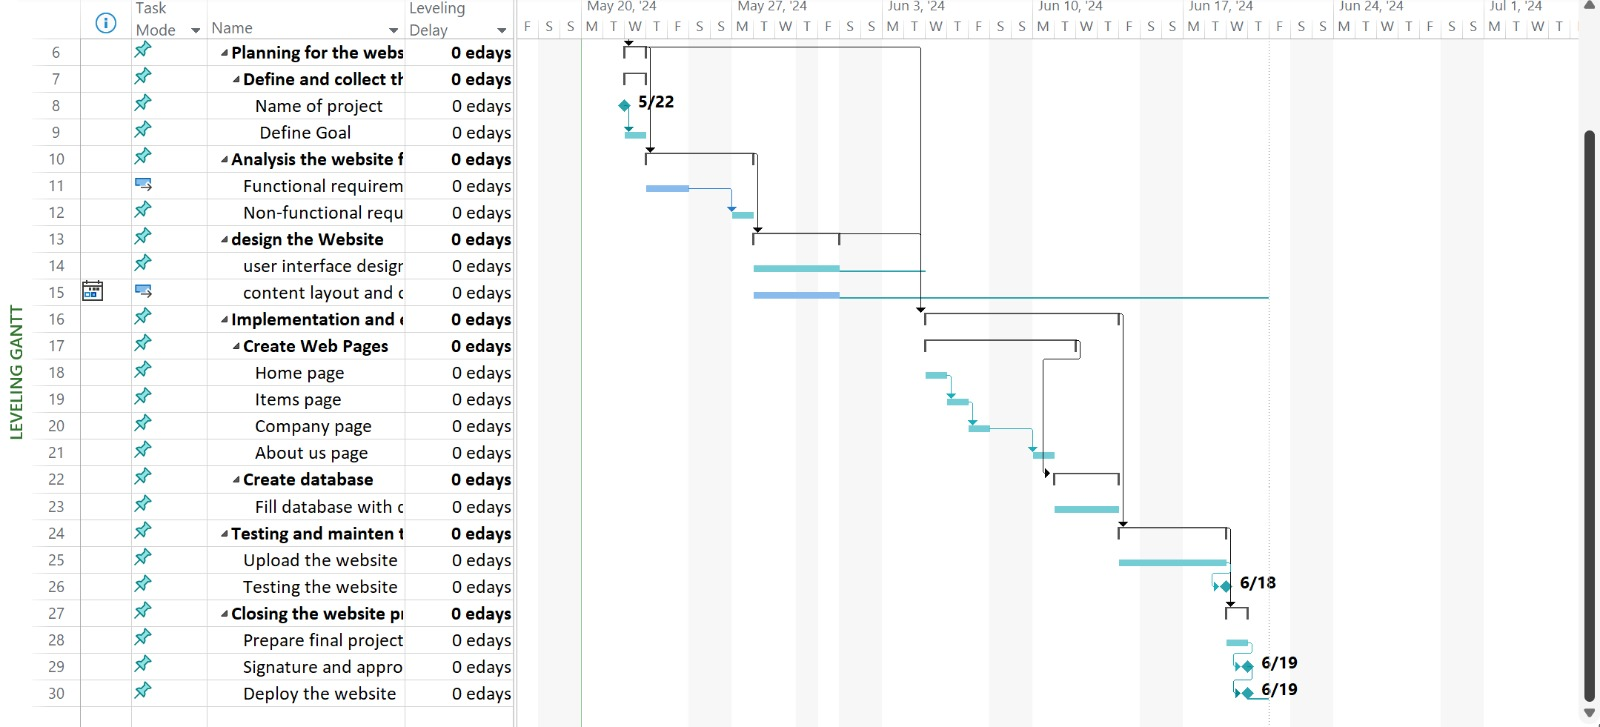 Task Mode
Name
Leveling Delay
May 20, '24
May 27, '24
Jun 3, '24
Jun 10, '24
Jun 17, '24
Jun 24, '24
Jul 1, '24
F S S M T W T F S S M T W T F S S M T W T F S S M T W T F S S M T W T F S S M T W T F S S M T W T
LEVELING GANTT
6 Planning for the webs 0 edays
7 Define and collect th 0 edays
8 Name of project 0 edays 5/22
9 Define Goal 0 edays
10 Analysis the website f 0 edays
11 Functional requirem 0 edays
12 Non-functional requ 0 edays
13 design the Website 0 edays
14 user interface design 0 edays
15 content layout and c 0 edays
16 Implementation and e 0 edays
17 Create Web Pages 0 edays
18 Home page 0 edays
19 Items page 0 edays
20 Company page 0 edays
21 About us page 0 edays
22 Create database 0 edays
23 Fill database with c 0 edays
24 Testing and mainten t 0 edays
25 Upload the website 0 edays
26 Testing the website 0 edays 6/18
27 Closing the website pr 0 edays
28 Prepare final project 0 edays
29 Signature and appro 0 edays 6/19
30 Deploy the website 0 edays 6/19